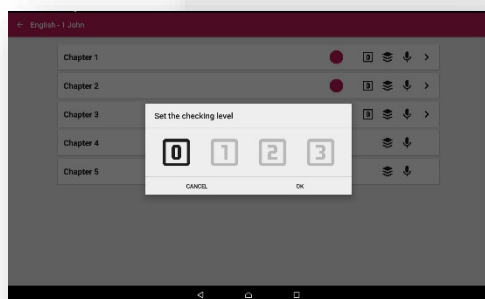 English - 1 John
Chapter 1
Chapter 2
Chapter 3
Set the checking level
0 1 2 3
Chapter 4
Chapter 5
CANCEL OK